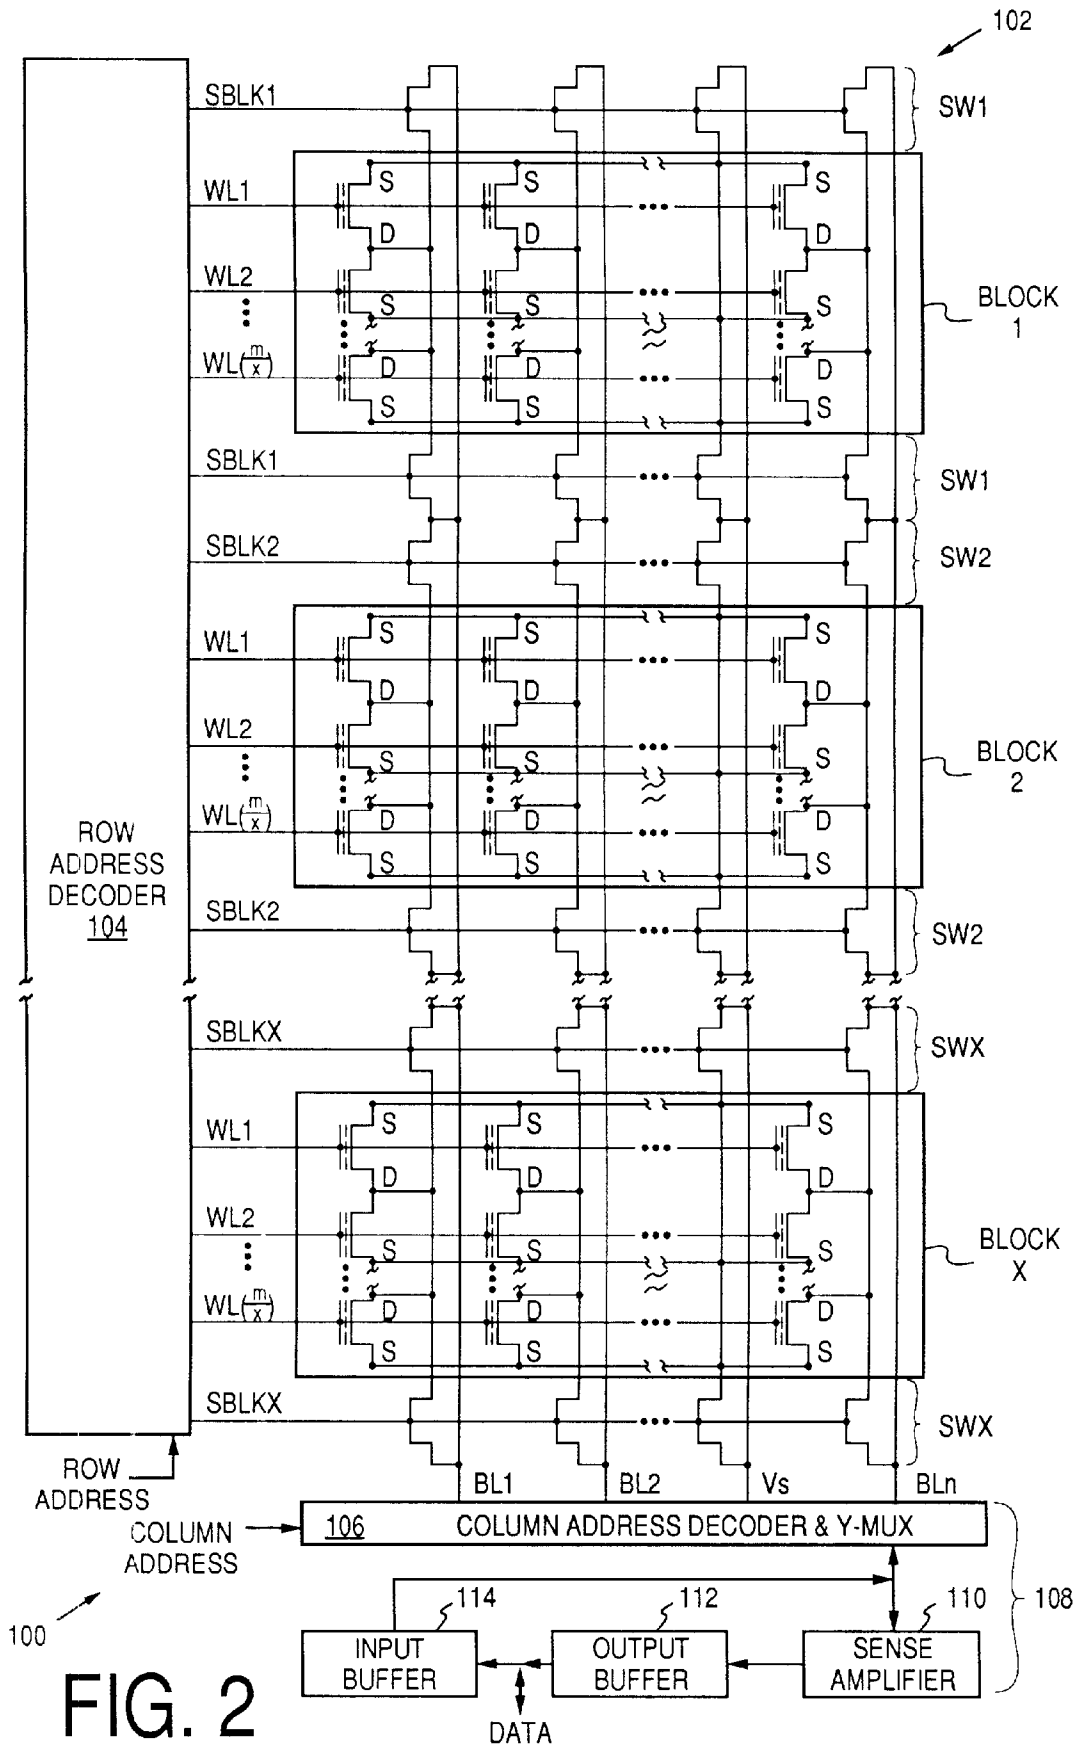 102
SBLK1
SW1
S S S
WL1
D D D
WL2
S S S
BLOCK
1
WL(m/x)
D D D
S S S
SBLK1
SW1
SBLK2
SW2
S S S
WL1
D D D
WL2
S S S
BLOCK
2
WL(m/x)
D D D
S S S
ROW
ADDRESS
DECODER
104
SBLK2
SW2
SBLKX
SWX
S S S
WL1
D D D
WL2
S S S
BLOCK
X
WL(m/x)
D D D
S S S
SBLKX
SWX
ROW
ADDRESS
BL1 BL2 Vs BLn
COLUMN
ADDRESS
106 COLUMN ADDRESS DECODER & Y-MUX
108
100
114 112 110
INPUT
BUFFER
OUTPUT
BUFFER
SENSE
AMPLIFIER
DATA
FIG. 2